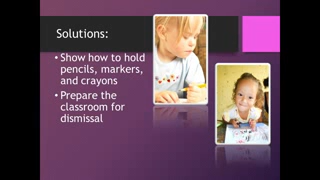 Solutions:
• Show how to hold
pencils, markers,
and crayons
• Prepare the
classroom for
dismissal